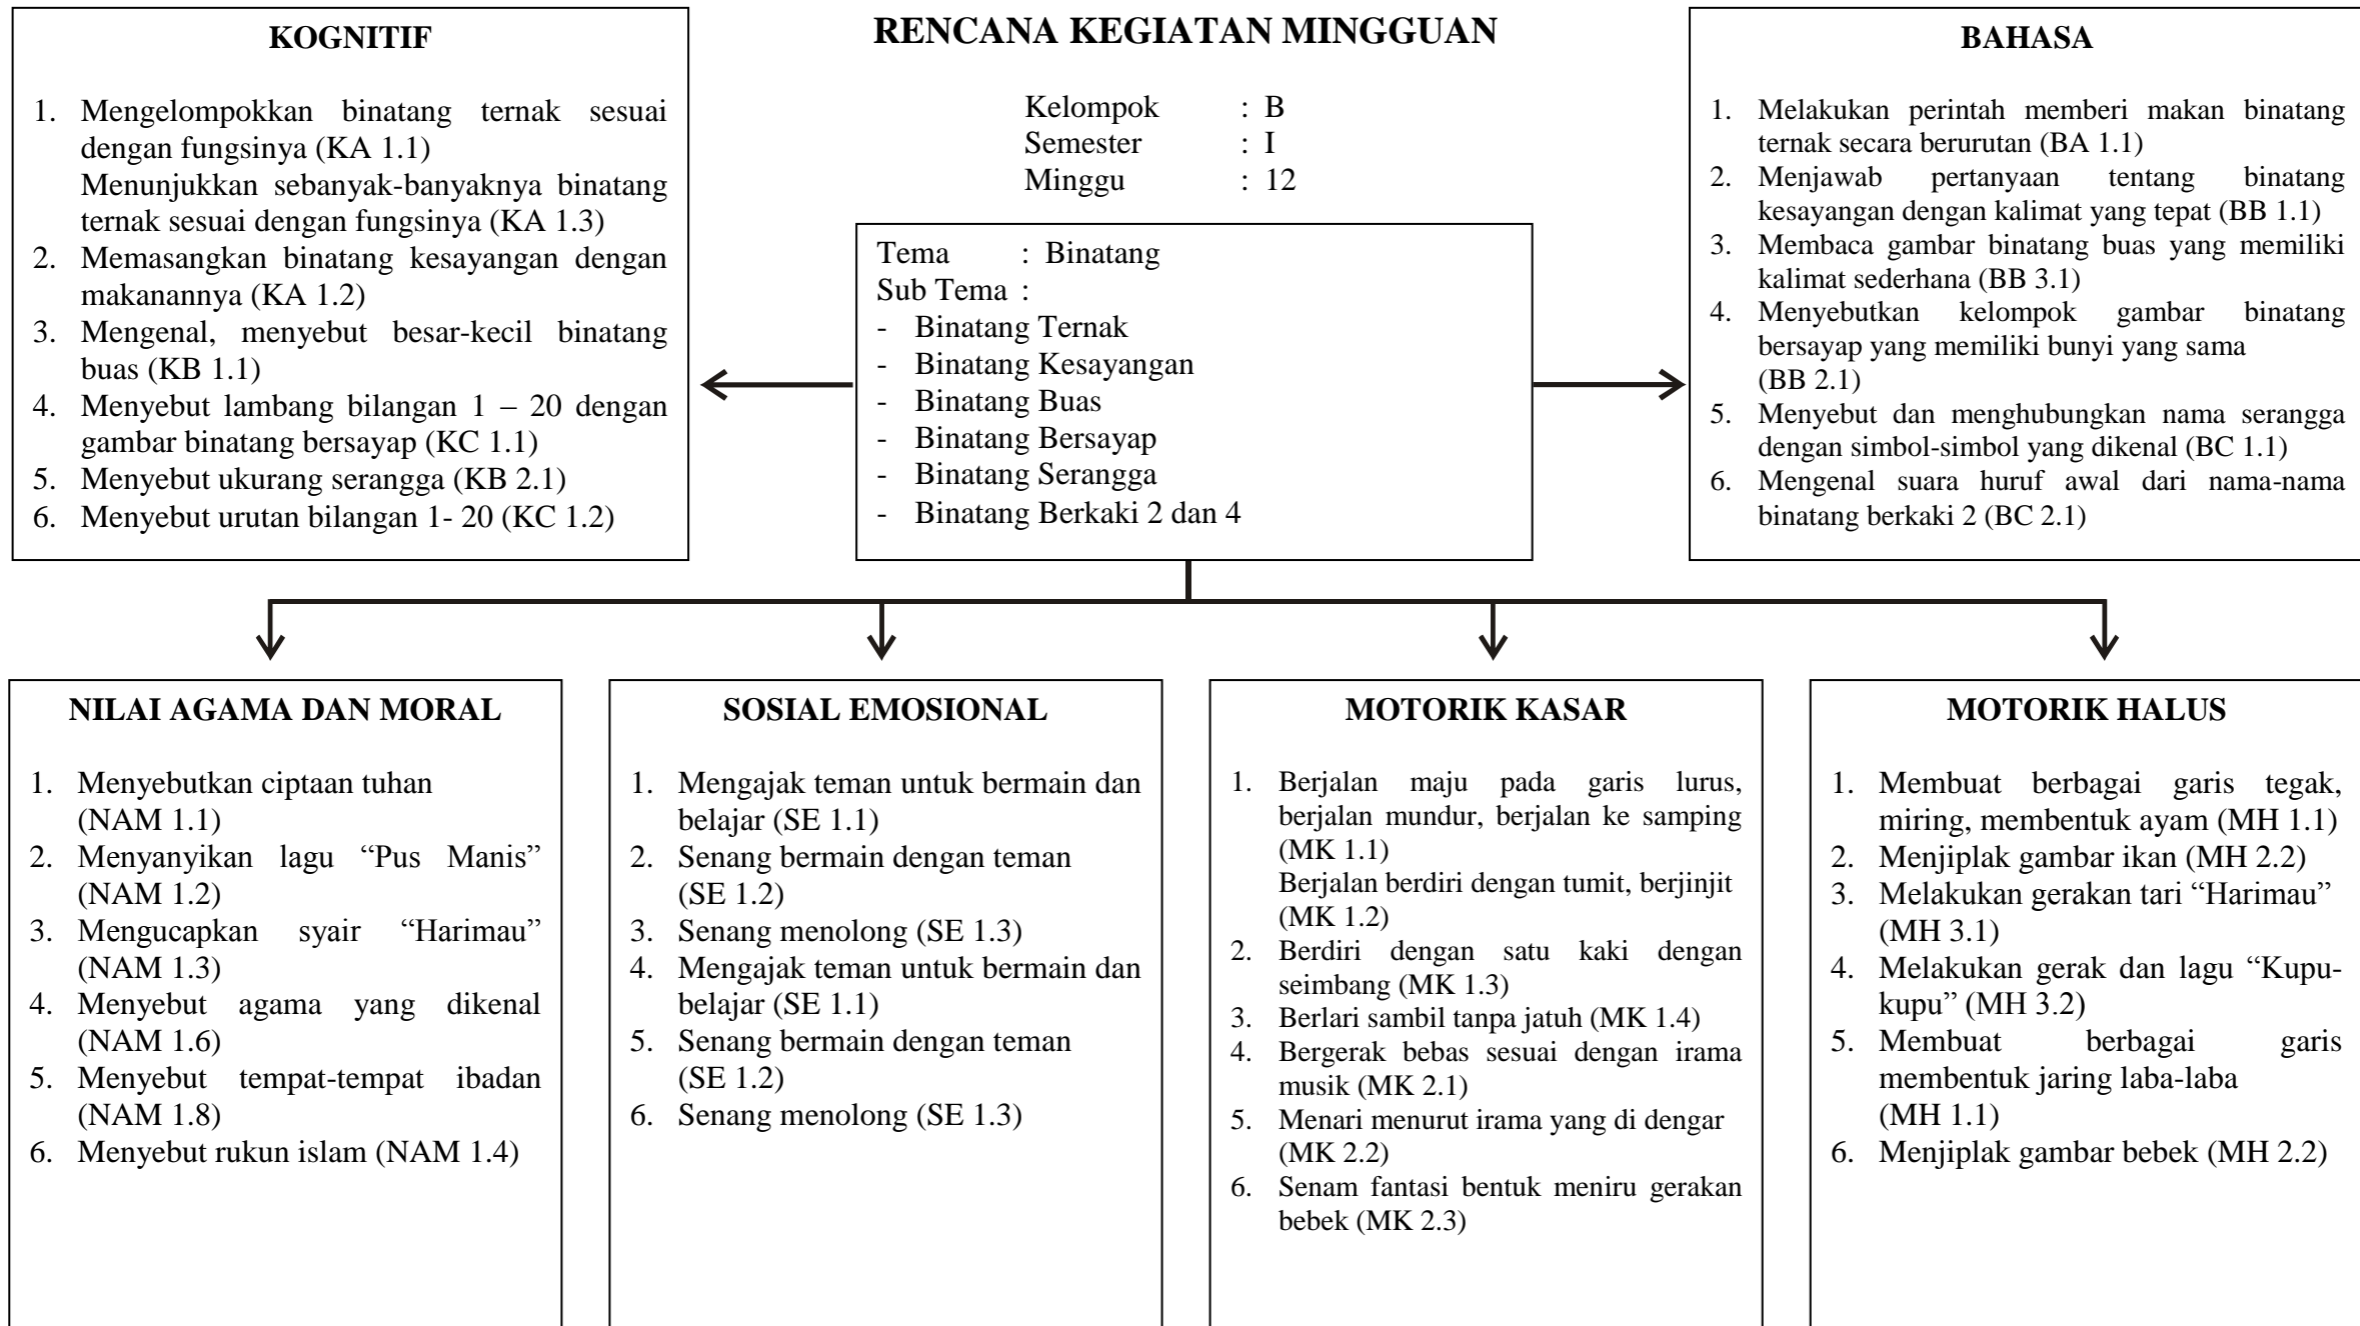 RENCANA KEGIATAN MINGGUAN
Kelompok : B
Semester : I
Minggu : 12
KOGNITIF
1. Mengelompokkan binatang ternak sesuai
dengan fungsinya (KA 1.1)
Menunjukkan sebanyak-banyaknya binatang
ternak sesuai dengan fungsinya (KA 1.3)
2. Memasangkan binatang kesayangan dengan
makanannya (KA 1.2)
3. Mengenal, menyebut besar-kecil binatang
buas (KB 1.1)
4. Menyebut lambang bilangan 1 – 20 dengan
gambar binatang bersayap (KC 1.1)
5. Menyebut ukurang serangga (KB 2.1)
6. Menyebut urutan bilangan 1- 20 (KC 1.2)
Tema : Binatang
Sub Tema :
- Binatang Ternak
- Binatang Kesayangan
- Binatang Buas
- Binatang Bersayap
- Binatang Serangga
- Binatang Berkaki 2 dan 4
BAHASA
1. Melakukan perintah memberi makan binatang
ternak secara berurutan (BA 1.1)
2. Menjawab pertanyaan tentang binatang
kesayangan dengan kalimat yang tepat (BB 1.1)
3. Membaca gambar binatang buas yang memiliki
kalimat sederhana (BB 3.1)
4. Menyebutkan kelompok gambar binatang
bersayap yang memiliki bunyi yang sama
(BB 2.1)
5. Menyebut dan menghubungkan nama serangga
dengan simbol-simbol yang dikenal (BC 1.1)
6. Mengenal suara huruf awal dari nama-nama
binatang berkaki 2 (BC 2.1)
NILAI AGAMA DAN MORAL
1. Menyebutkan ciptaan tuhan
(NAM 1.1)
2. Menyanyikan lagu “Pus Manis”
(NAM 1.2)
3. Mengucapkan syair “Harimau”
(NAM 1.3)
4. Menyebut agama yang dikenal
(NAM 1.6)
5. Menyebut tempat-tempat ibadan
(NAM 1.8)
6. Menyebut rukun islam (NAM 1.4)
SOSIAL EMOSIONAL
1. Mengajak teman untuk bermain dan
belajar (SE 1.1)
2. Senang bermain dengan teman
(SE 1.2)
3. Senang menolong (SE 1.3)
4. Mengajak teman untuk bermain dan
belajar (SE 1.1)
5. Senang bermain dengan teman
(SE 1.2)
6. Senang menolong (SE 1.3)
MOTORIK KASAR
1. Berjalan maju pada garis lurus,
berjalan mundur, berjalan ke samping
(MK 1.1)
Berjalan berdiri dengan tumit, berjinjit
(MK 1.2)
2. Berdiri dengan satu kaki dengan
seimbang (MK 1.3)
3. Berlari sambil tanpa jatuh (MK 1.4)
4. Bergerak bebas sesuai dengan irama
musik (MK 2.1)
5. Menari menurut irama yang di dengar
(MK 2.2)
6. Senam fantasi bentuk meniru gerakan
bebek (MK 2.3)
MOTORIK HALUS
1. Membuat berbagai garis tegak,
miring, membentuk ayam (MH 1.1)
2. Menjiplak gambar ikan (MH 2.2)
3. Melakukan gerakan tari “Harimau”
(MH 3.1)
4. Melakukan gerak dan lagu “Kupu-
kupu” (MH 3.2)
5. Membuat berbagai garis
membentuk jaring laba-laba
(MH 1.1)
6. Menjiplak gambar bebek (MH 2.2)